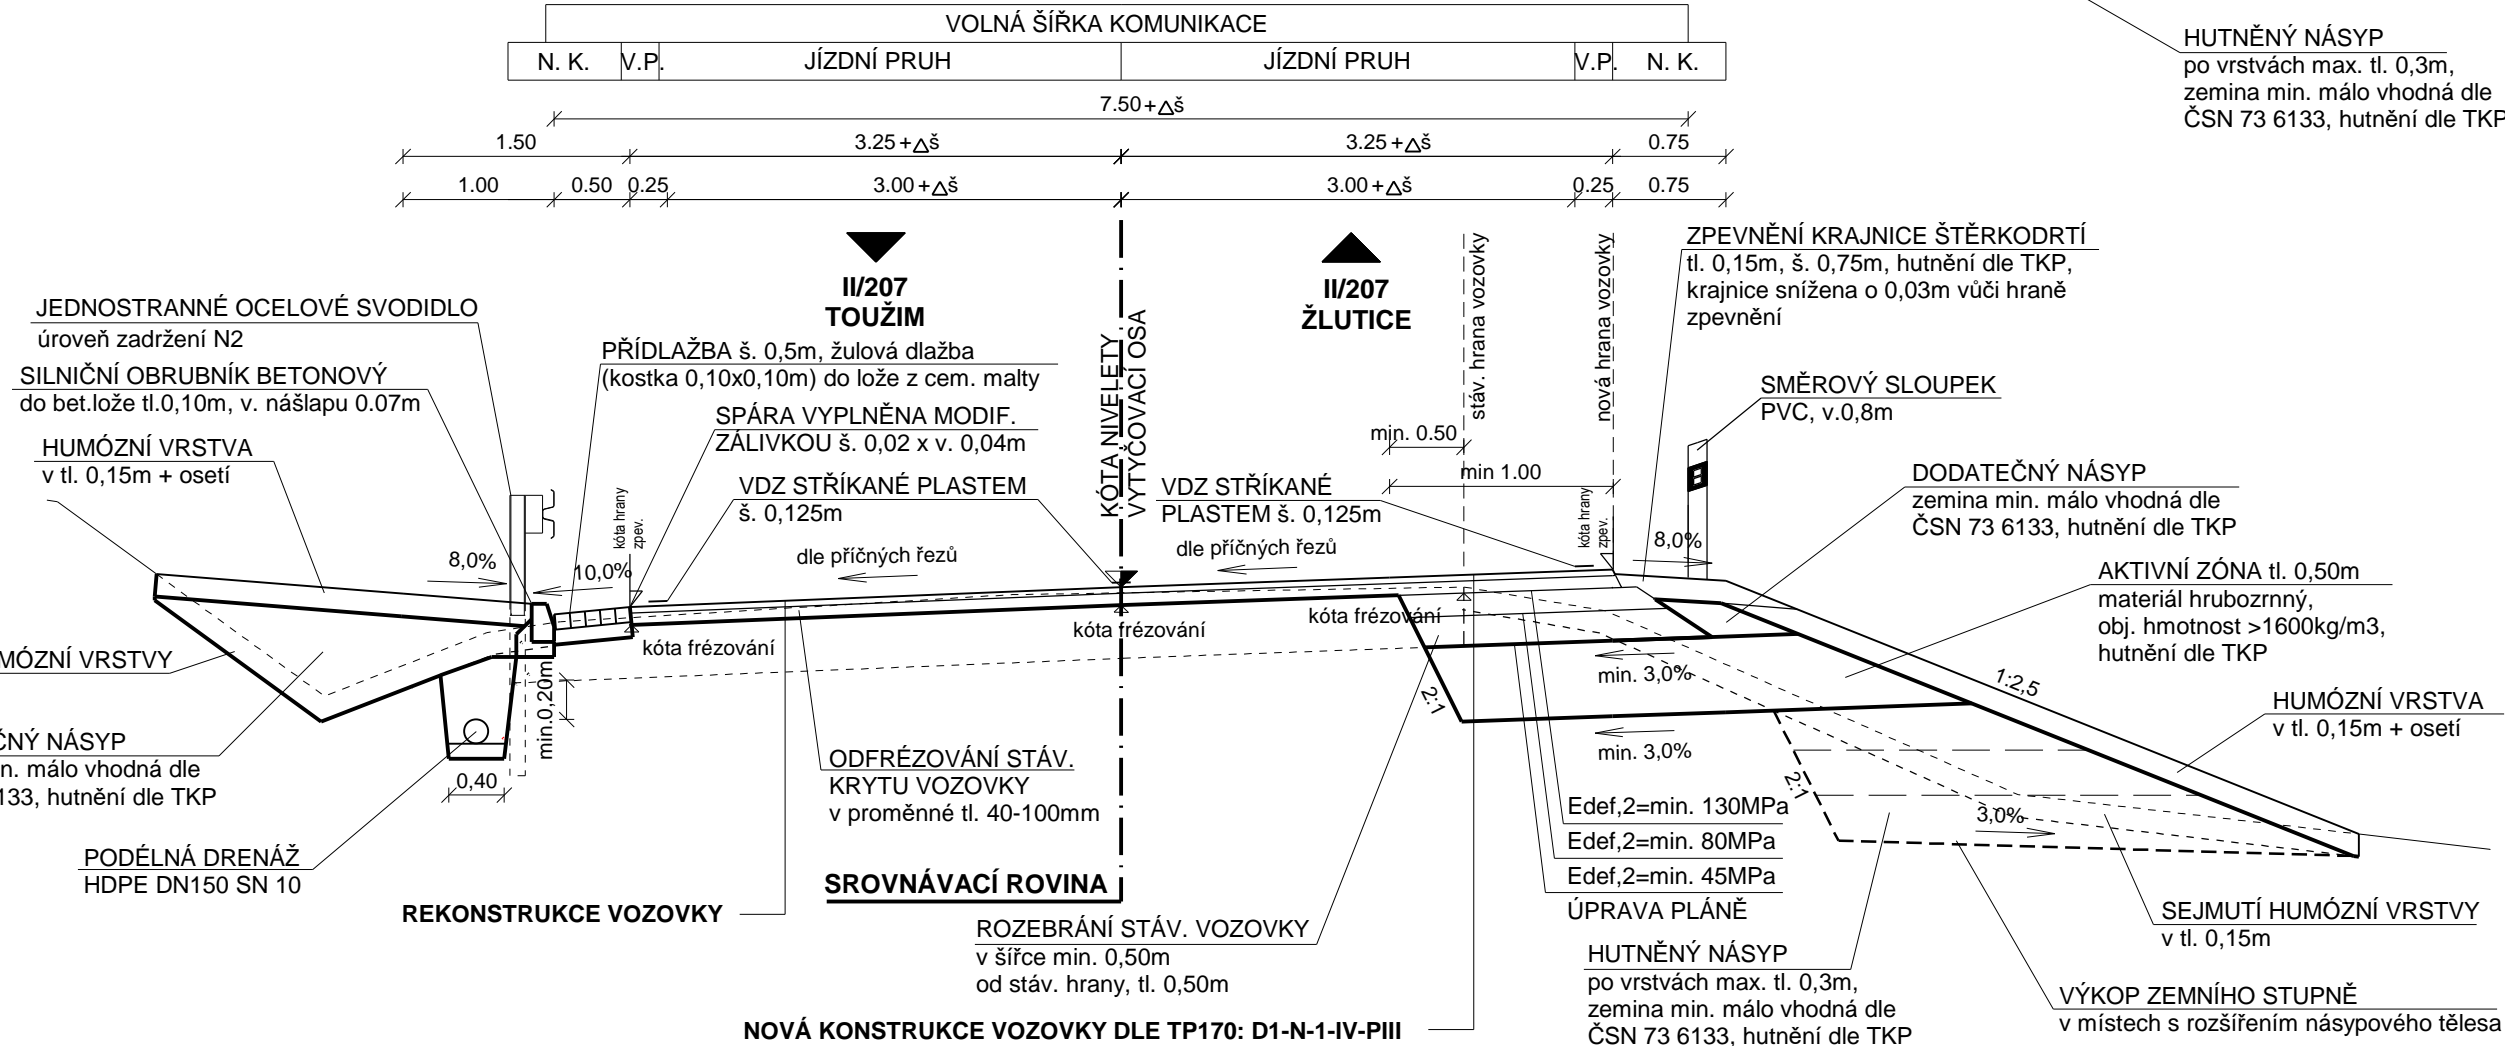 VOLNÁ ŠÍŘKA KOMUNIKACE
N. K. V.P. JÍZDNÍ PRUH JÍZDNÍ PRUH V.P. N. K.
7.50+△š
1.50 3.25+△š 3.25+△š 0.75
1.00 0.50 0.25 3.00+△š 3.00+△š 0.25 0.75
HUTNĚNÝ NÁSYP
po vrstvách max. tl. 0,3m,
zemina min. málo vhodná dle
ČSN 73 6133, hutnění dle TKP
II/207
TOUŽIM
II/207
ŽLUTICE
KÓTA NIVELETY
VYTYČOVACÍ OSA
stáv. hrana vozovky
nová hrana vozovky
ZPEVNĚNÍ KRAJNICE ŠTĚRKODRTÍ
tl. 0,15m, š. 0,75m, hutnění dle TKP,
krajnice snížena o 0,03m vůči hraně
zpevnění
JEDNOSTRANNÉ OCELOVÉ SVODIDLO
úroveň zadržení N2
SILNIČNÍ OBRUBNÍK BETONOVÝ
do bet.lože tl.0,10m, v. nášlapu 0.07m
HUMÓZNÍ VRSTVA
v tl. 0,15m + osetí
PŘÍDLAŽBA š. 0,5m, žulová dlažba
(kostka 0,10x0,10m) do lože z cem. malty
SPÁRA VYPLNĚNA MODIF.
ZÁLIVKOU š. 0,02 x v. 0,04m
VDZ STŘÍKANÉ PLASTEM
š. 0,125m
VDZ STŘÍKANÉ
PLASTEM š. 0,125m
min. 0.50
min 1.00
SMĚROVÝ SLOUPEK
PVC, v.0,8m
DODATEČNÝ NÁSYP
zemina min. málo vhodná dle
ČSN 73 6133, hutnění dle TKP
AKTIVNÍ ZÓNA tl. 0,50m
materiál hrubozrnný,
obj. hmotnost >1600kg/m3,
hutnění dle TKP
kóta hrany
zpev.
kóta hrany
zpev.
8,0%
10,0%
dle příčných řezů
dle příčných řezů
8,0%
kóta frézování
kóta frézování
kóta frézování
MÓZNÍ VRSTVY
ČNÝ NÁSYP
n. málo vhodná dle
133, hutnění dle TKP
min.0,20m
0,40
2:1
min. 3,0%
min. 3,0%
1:2,5
2:1
3,0%
HUMÓZNÍ VRSTVA
v tl. 0,15m + osetí
ODFRÉZOVÁNÍ STÁV.
KRYTU VOZOVKY
v proměnné tl. 40-100mm
PODÉLNÁ DRENÁŽ
HDPE DN150 SN 10
Edef,2=min. 130MPa
Edef,2=min. 80MPa
Edef,2=min. 45MPa
ÚPRAVA PLÁNĚ
SROVNÁVACÍ ROVINA
REKONSTRUKCE VOZOVKY
ROZEBRÁNÍ STÁV. VOZOVKY
v šířce min. 0,50m
od stáv. hrany, tl. 0,50m
SEJMUTÍ HUMÓZNÍ VRSTVY
v tl. 0,15m
HUTNĚNÝ NÁSYP
po vrstvách max. tl. 0,3m,
zemina min. málo vhodná dle
ČSN 73 6133, hutnění dle TKP
VÝKOP ZEMNÍHO STUPNĚ
v místech s rozšířením násypového tělesa
NOVÁ KONSTRUKCE VOZOVKY DLE TP170: D1-N-1-IV-PIII